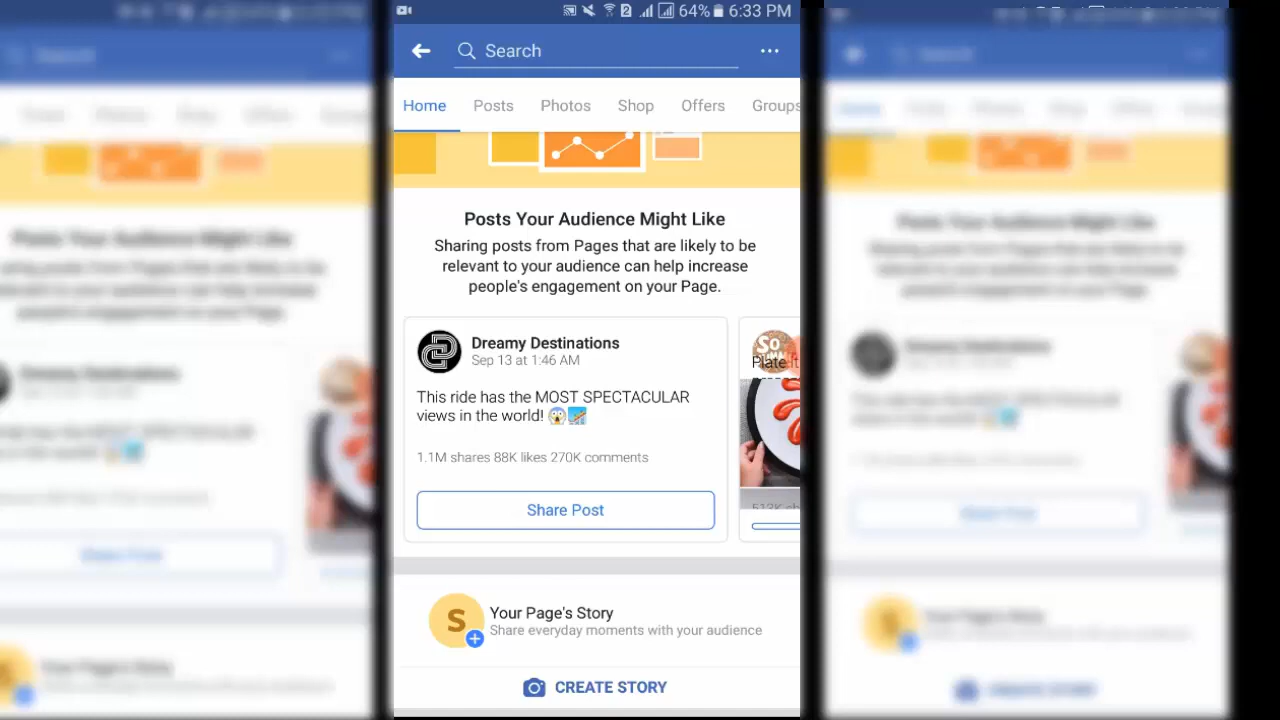 64% 6:33 PM
Search
Home Posts Photos Shop Offers Groups
Posts Your Audience Might Like
Sharing posts from Pages that are likely to be
relevant to your audience can help increase
people's engagement on your Page.
Dreamy Destinations
Sep 13 at 1:46 AM
This ride has the MOST SPECTACULAR
views in the world! 😱🎢
1.1M shares 88K likes 270K comments
Share Post
So
Plate it
S
Your Page's Story
Share everyday moments with your audience
CREATE STORY